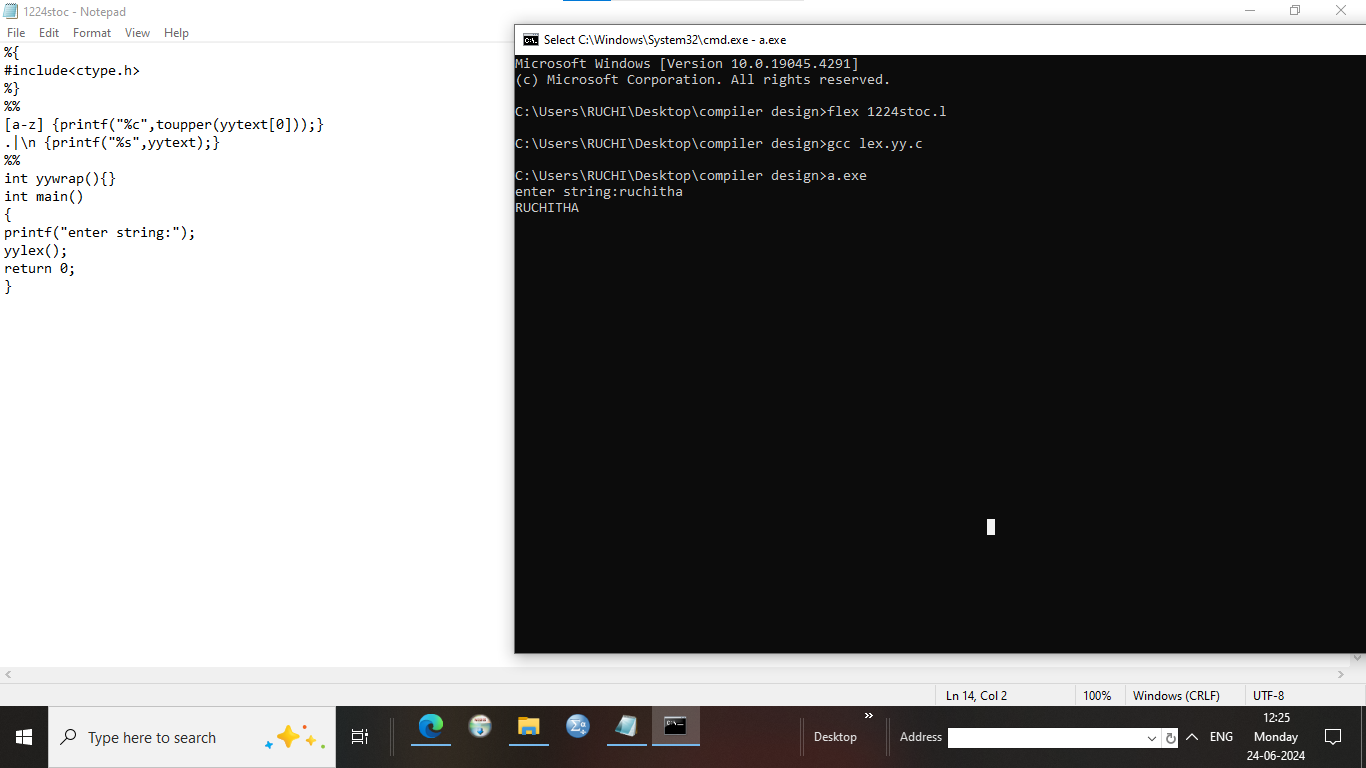 1224stoc - Notepad
File Edit Format View Help
%{
#include<ctype.h>
%}
%%
[a-z] {printf("%c",toupper(yytext[0]));}
.|\n {printf("%s",yytext);}
%%
int yywrap(){}
int main()
{
printf("enter string:");
yylex();
return 0;
}
Select C:\Windows\System32\cmd.exe - a.exe
Microsoft Windows [Version 10.0.19045.4291]
(c) Microsoft Corporation. All rights reserved.
C:\Users\RUCHI\Desktop\compiler design>flex 1224stoc.l
C:\Users\RUCHI\Desktop\compiler design>gcc lex.yy.c
C:\Users\RUCHI\Desktop\compiler design>a.exe
enter string:ruchitha
RUCHITHA
Ln 14, Col 2 100% Windows (CRLF) UTF-8
Type here to search
Desktop
Address
ENG
12:25
Monday
24-06-2024